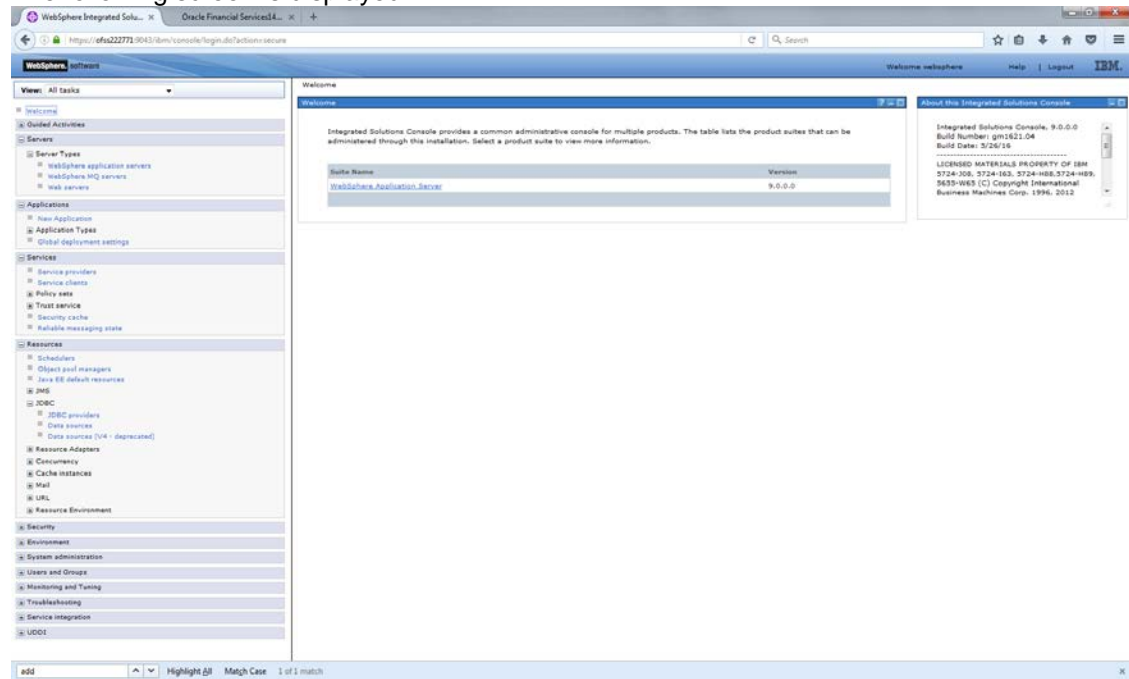 The following screen is displayed:
WebSphere Integrated Solu... × Oracle Financial Services14... × +
https://ofss222771:9043/ibm/console/login.do?action=secure
Search
WebSphere. software
Welcome websphere Help | Logout IBM.
View: All tasks
Welcome
Guided Activities
Servers
Server Types
WebSphere application servers
WebSphere MQ servers
Web servers
Applications
New Application
Application Types
Global deployment settings
Services
Service providers
Service clients
Policy sets
Trust service
Security cache
Reliable messaging state
Resources
Schedulers
Object pool managers
Java EE default resources
JMS
JDBC
JDBC providers
Data sources
Data sources (V4 - deprecated)
Resource Adapters
Concurrency
Cache instances
Mail
URL
Resource Environment
Security
Environment
System administration
Users and Groups
Monitoring and Tuning
Troubleshooting
Service integration
UDDI
Welcome
Welcome
Integrated Solutions Console provides a common administrative console for multiple products. The table lists the product suites that can be
administered through this installation. Select a product suite to view more information.
Suite Name Version
WebSphere Application Server 9.0.0.0
About this Integrated Solutions Console
Integrated Solutions Console, 9.0.0.0
Build Number: gm1621.04
Build Date: 5/26/16
LICENSED MATERIALS PROPERTY OF IBM
5724-J08, 5724-I63, 5724-H88,5724-H89,
5655-W65 (C) Copyright International
Business Machines Corp. 1996, 2012
add Highlight All Match Case 1 of 1 match